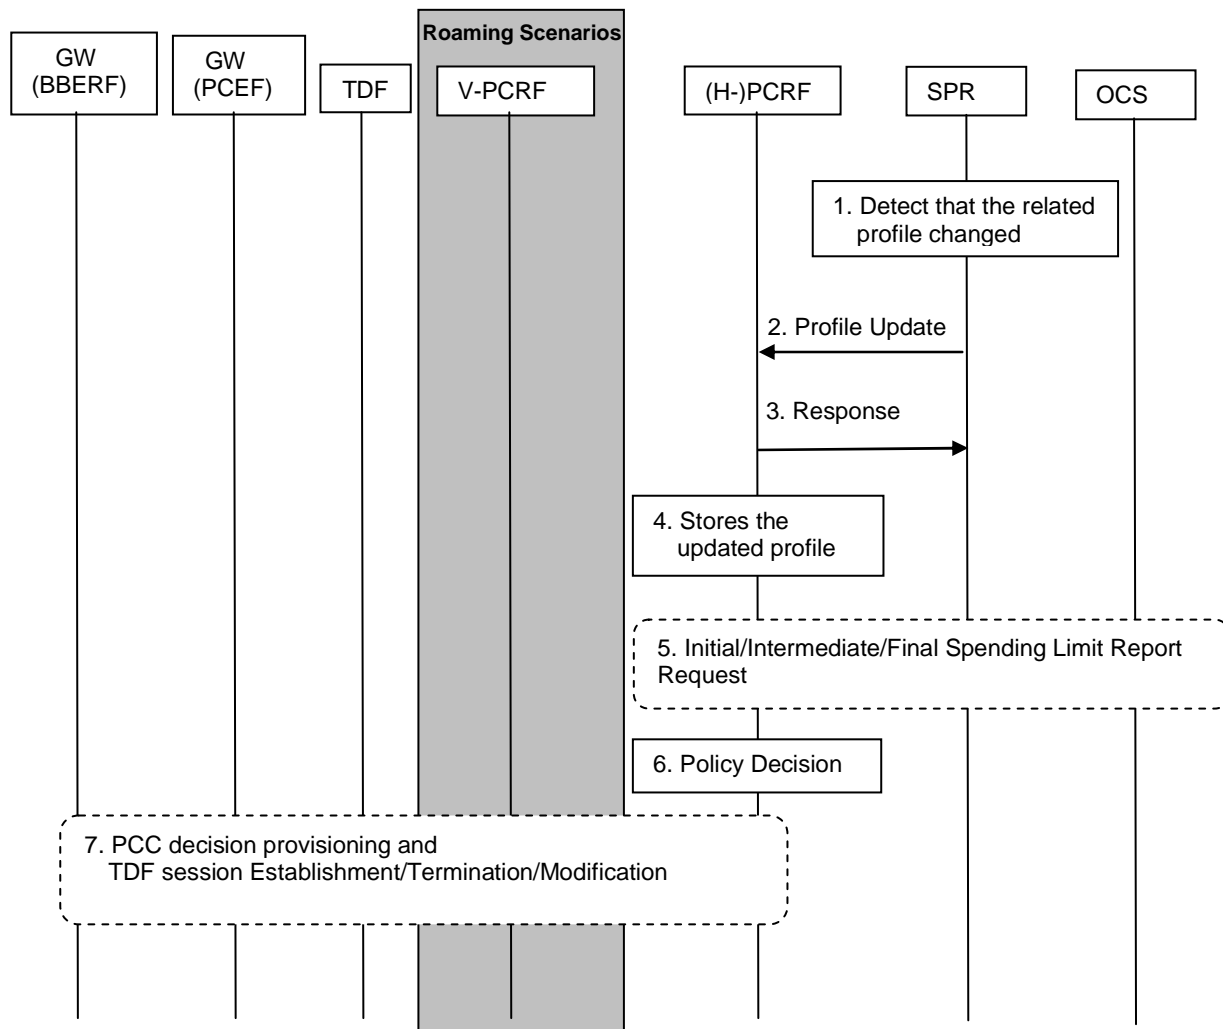 Roaming Scenarios
GW
(BBERF)
GW
(PCEF)
TDF
V-PCRF
(H-)PCRF
SPR
OCS
1. Detect that the related
profile changed
2. Profile Update
3. Response
4. Stores the
updated profile
5. Initial/Intermediate/Final Spending Limit Report
Request
6. Policy Decision
7. PCC decision provisioning and
TDF session Establishment/Termination/Modification